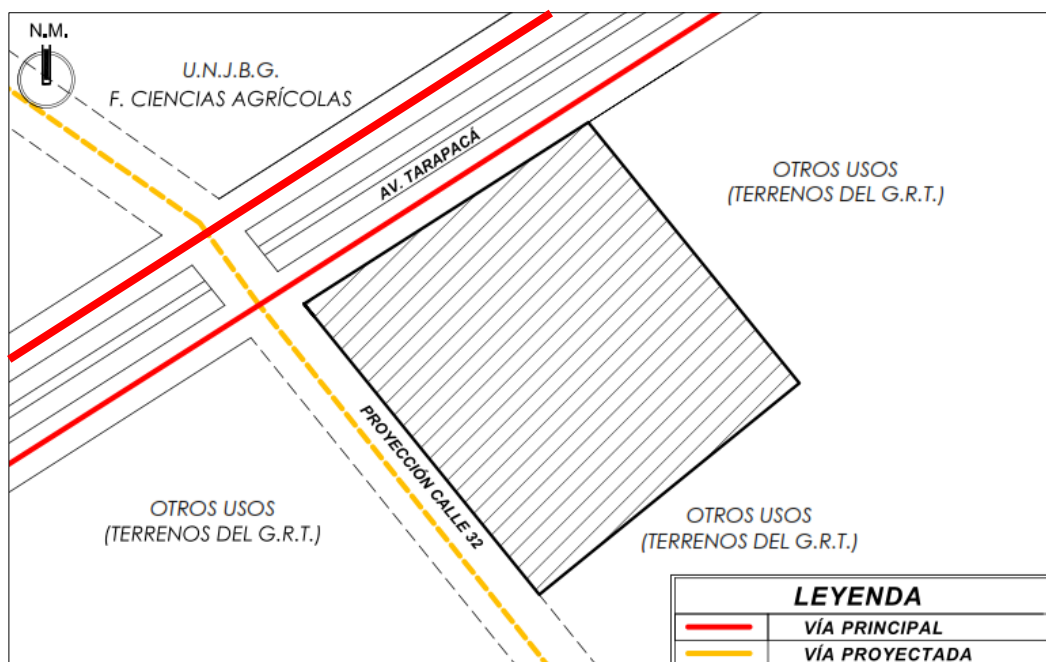 N.M.
U.N.J.B.G.
F. CIENCIAS AGRÍCOLAS
AV. TARAPACÁ
OTROS USOS
(TERRENOS DEL G.R.T.)
PROYECCIÓN CALLE 32
OTROS USOS
(TERRENOS DEL G.R.T.)
OTROS USOS
(TERRENOS DEL G.R.T.)
LEYENDA
VÍA PRINCIPAL
VÍA PROYECTADA